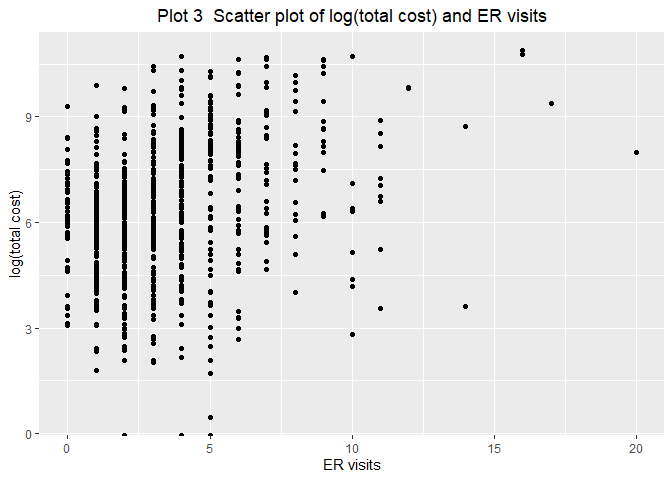 Plot 3  Scatter plot of log(total cost) and ER visits
log(total cost)
9
6
3
0
0 5 10 15 20
ER visits